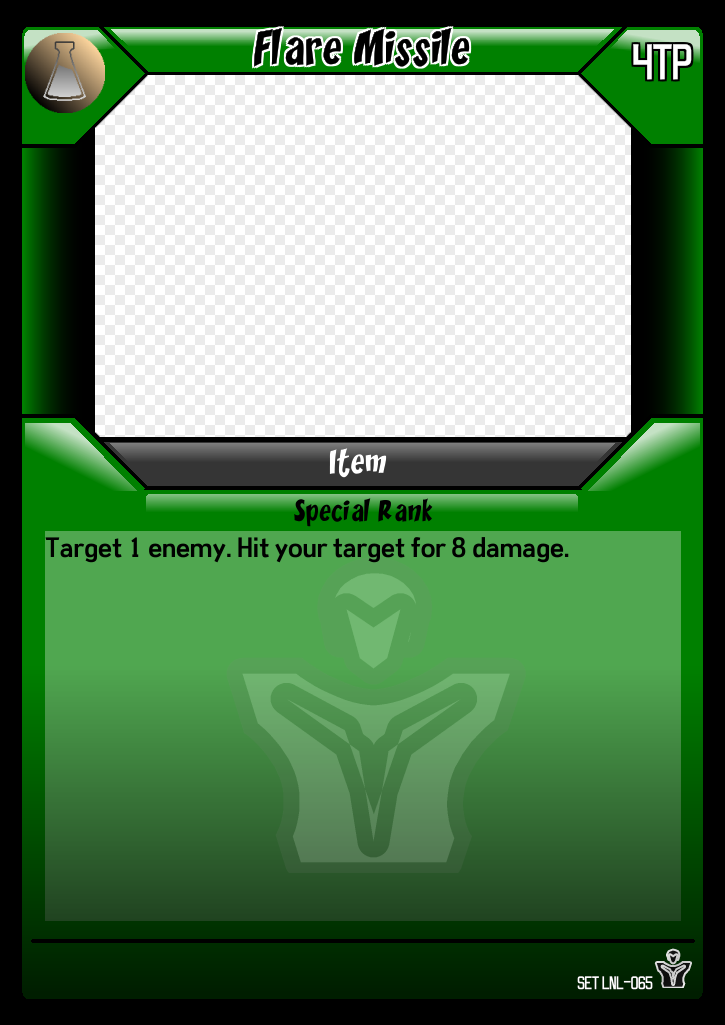 Flare Missile
4TP
Item
Special Rank
Target 1 enemy. Hit your target for 8 damage.
SET LNL-065